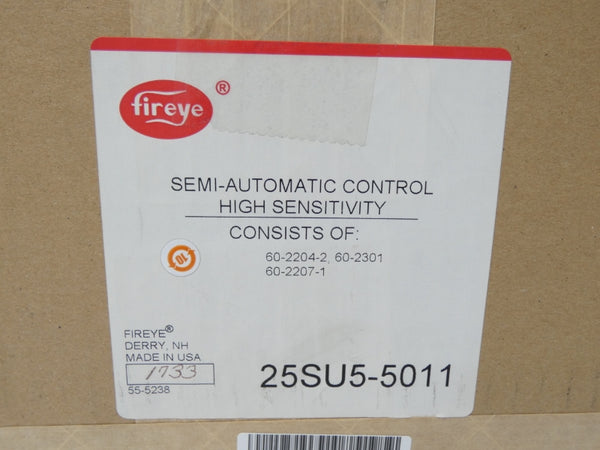 fireye®
SEMI-AUTOMATIC CONTROL
HIGH SENSITIVITY
CONSISTS OF:
60-2204-2, 60-2301
60-2207-1
FIREYE®
DERRY, NH
MADE IN USA
1733
55-5238
25SU5-5011